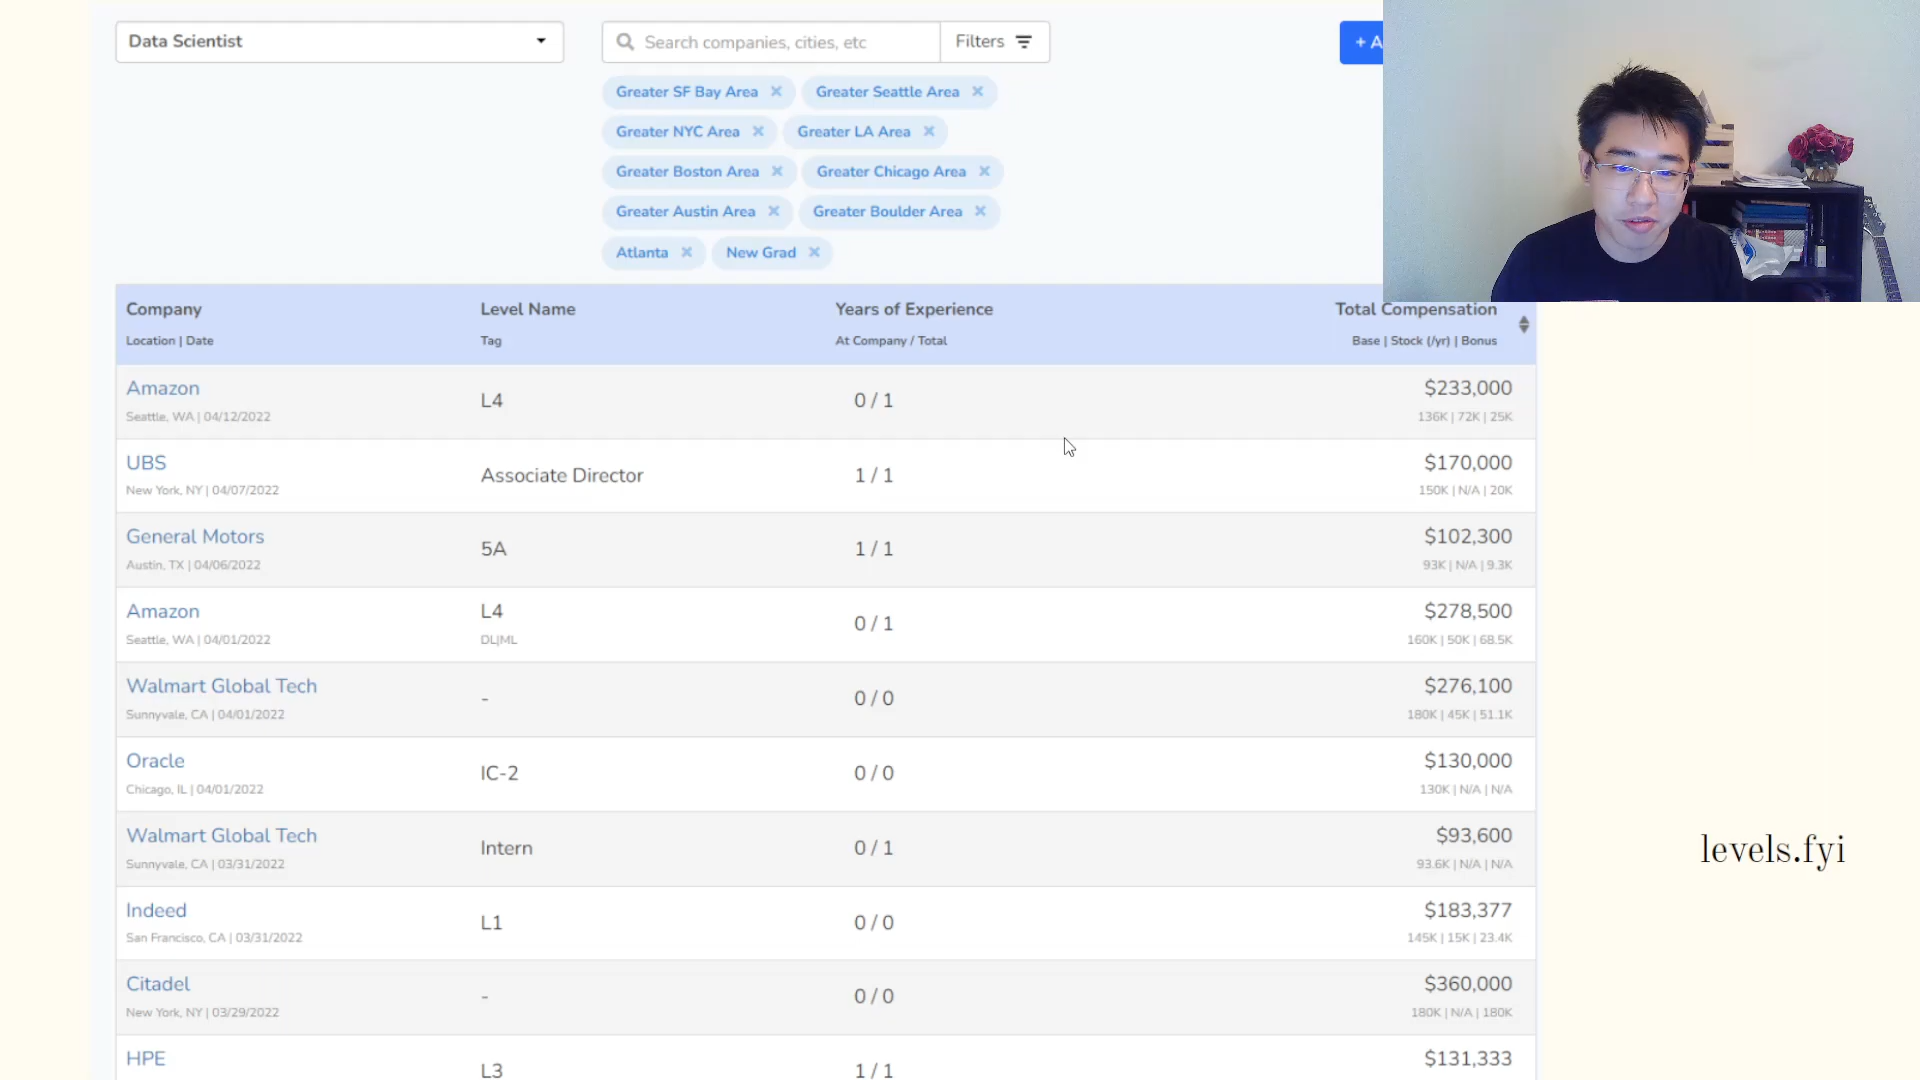 Data Scientist
Search companies, cities, etc
Filters
+ A
Greater SF Bay Area ×
Greater Seattle Area ×
Greater NYC Area ×
Greater LA Area ×
Greater Boston Area ×
Greater Chicago Area ×
Greater Austin Area ×
Greater Boulder Area ×
Atlanta ×
New Grad ×
Company
Location | Date
Level Name
Tag
Years of Experience
At Company / Total
Total Compensation
Base | Stock (/yr) | Bonus
Amazon
Seattle, WA | 04/12/2022
L4
0 / 1
$233,000
136K | 72K | 25K
UBS
New York, NY | 04/07/2022
Associate Director
1 / 1
$170,000
150K | N/A | 20K
General Motors
Austin, TX | 04/06/2022
5A
1 / 1
$102,300
93K | N/A | 9.3K
Amazon
Seattle, WA | 04/01/2022
L4
DL|ML
0 / 1
$278,500
160K | 50K | 68.5K
Walmart Global Tech
Sunnyvale, CA | 04/01/2022
-
0 / 0
$276,100
180K | 45K | 51.1K
Oracle
Chicago, IL | 04/01/2022
IC-2
0 / 0
$130,000
130K | N/A | N/A
Walmart Global Tech
Sunnyvale, CA | 03/31/2022
Intern
0 / 1
$93,600
93.6K | N/A | N/A
levels.fyi
Indeed
San Francisco, CA | 03/31/2022
L1
0 / 0
$183,377
145K | 15K | 23.4K
Citadel
New York, NY | 03/29/2022
-
0 / 0
$360,000
180K | N/A | 180K
HPE
L3
1 / 1
$131,333